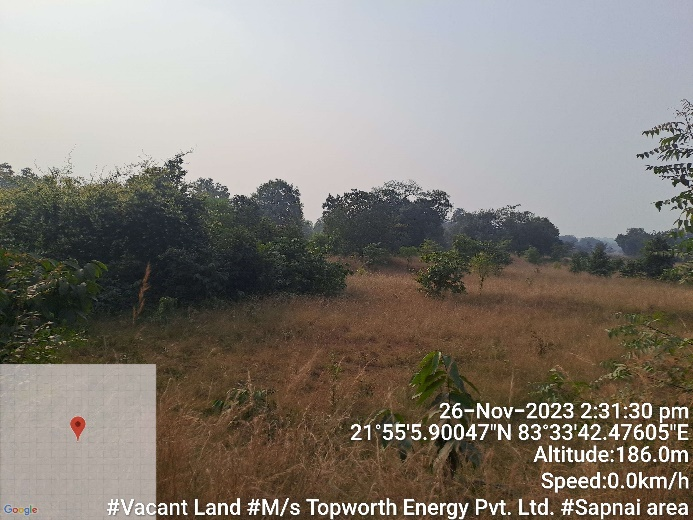 26-Nov-2023 2:31:30 pm
21°55'5.90047"N 83°33'42.47605"E
Altitude:186.0m
Speed:0.0km/h
#Vacant Land #M/s Topworth Energy Pvt. Ltd. #Sapnai area
Google